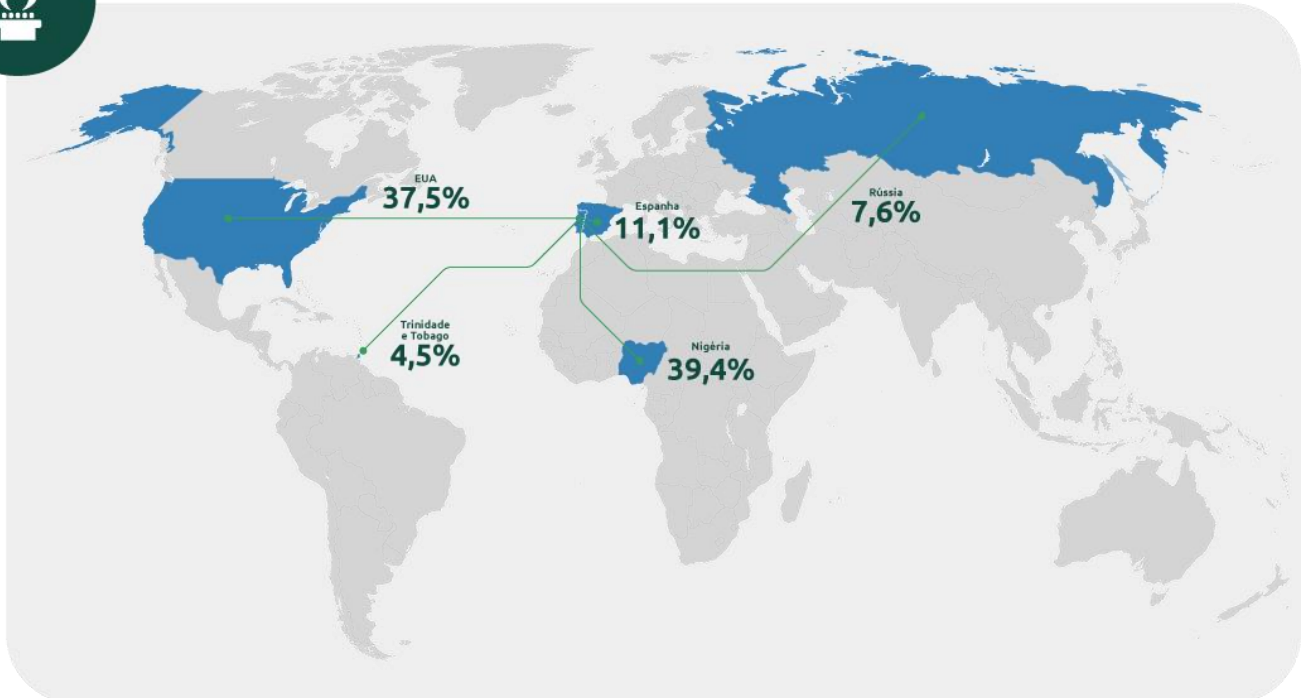 EUA
37,5%
Espanha
11,1%
Rússia
7,6%
Trinidade
e Tobago
4,5%
Nigéria
39,4%